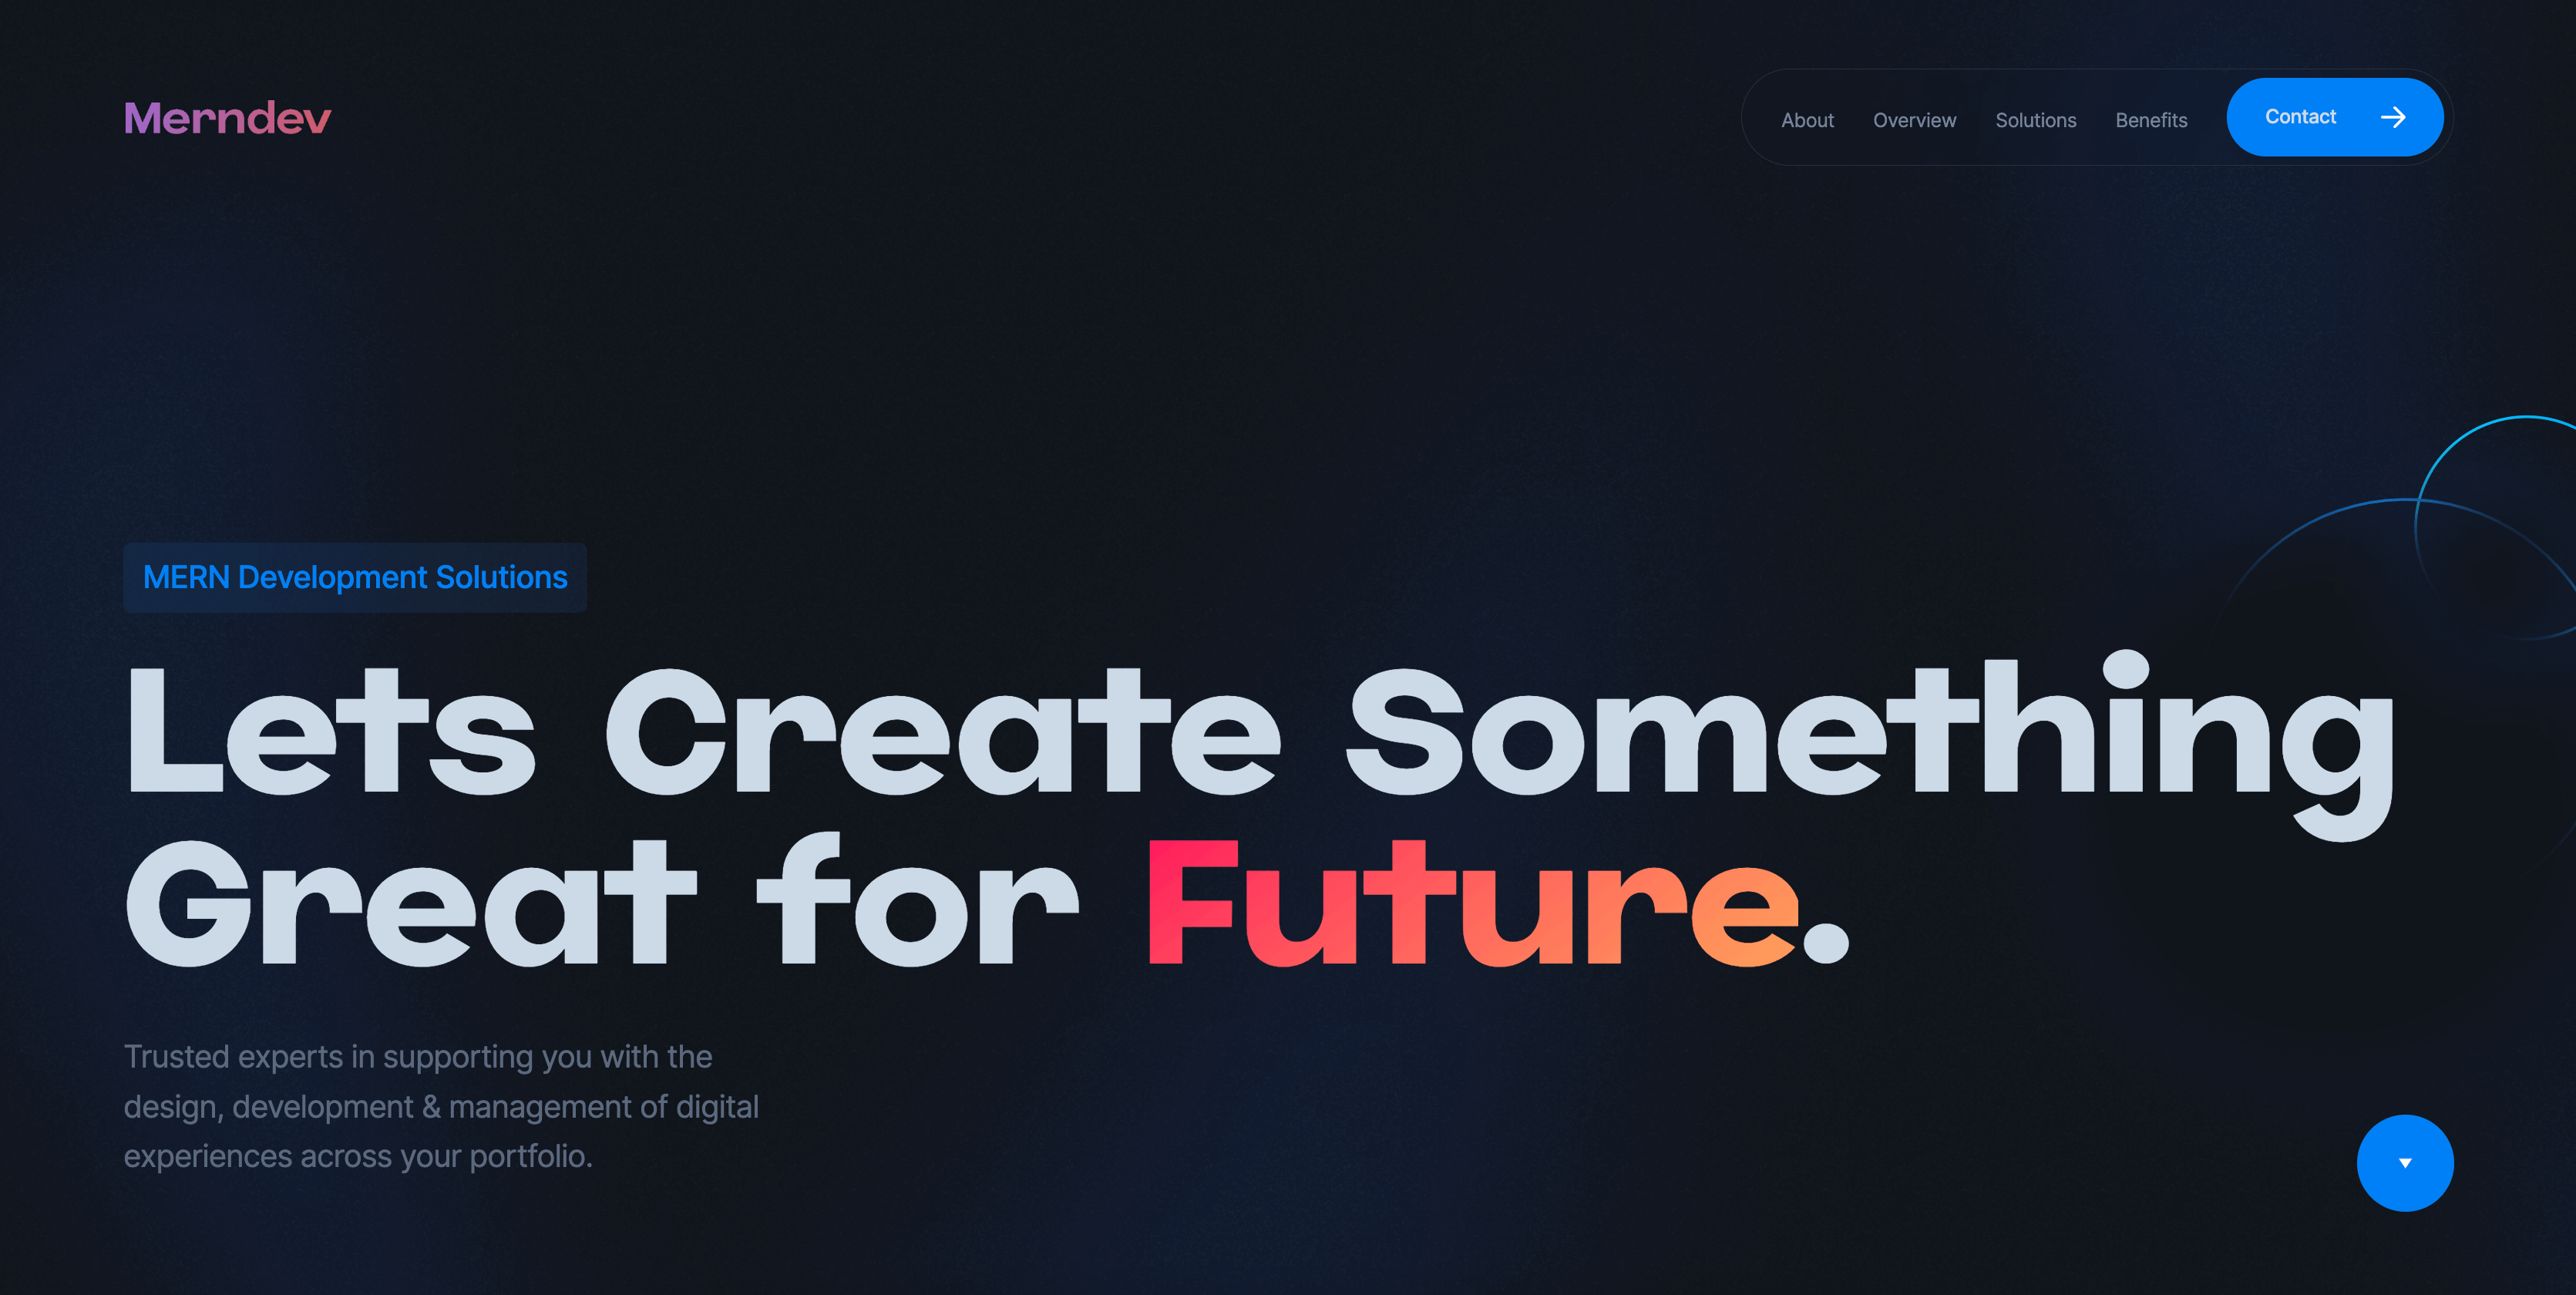 Merndev
About Overview Solutions Benefits Contact
MERN Development Solutions
Lets Create Something
Great for Future.
Trusted experts in supporting you with the
design, development & management of digital
experiences across your portfolio.